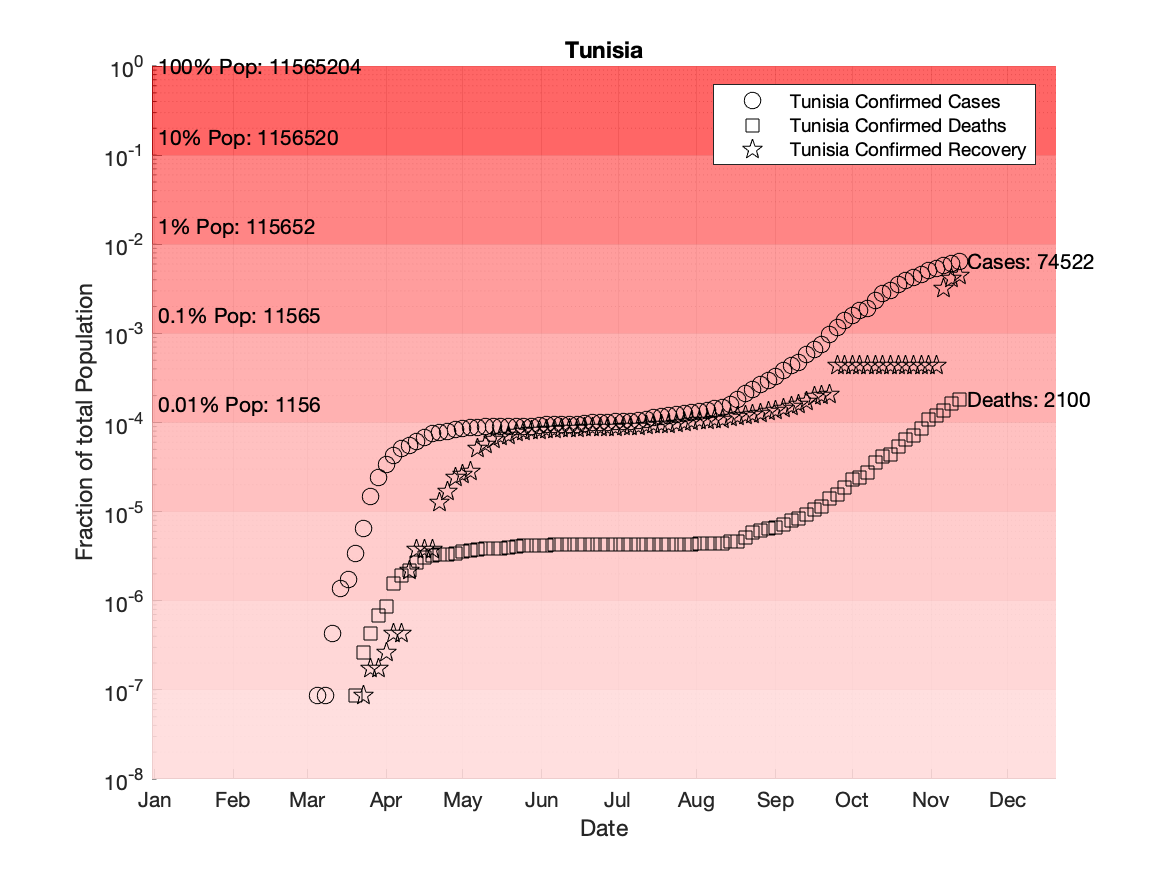 Tunisia
10^0
100% Pop: 11565204
Tunisia Confirmed Cases
Tunisia Confirmed Deaths
Tunisia Confirmed Recovery
10% Pop: 1156520
10^-1
1% Pop: 115652
10^-2
Cases: 74522
0.1% Pop: 11565
10^-3
0.01% Pop: 1156
Deaths: 2100
10^-4
10^-5
10^-6
10^-7
10^-8
Fraction of total Population
Jan Feb Mar Apr May Jun Jul Aug Sep Oct Nov Dec
Date